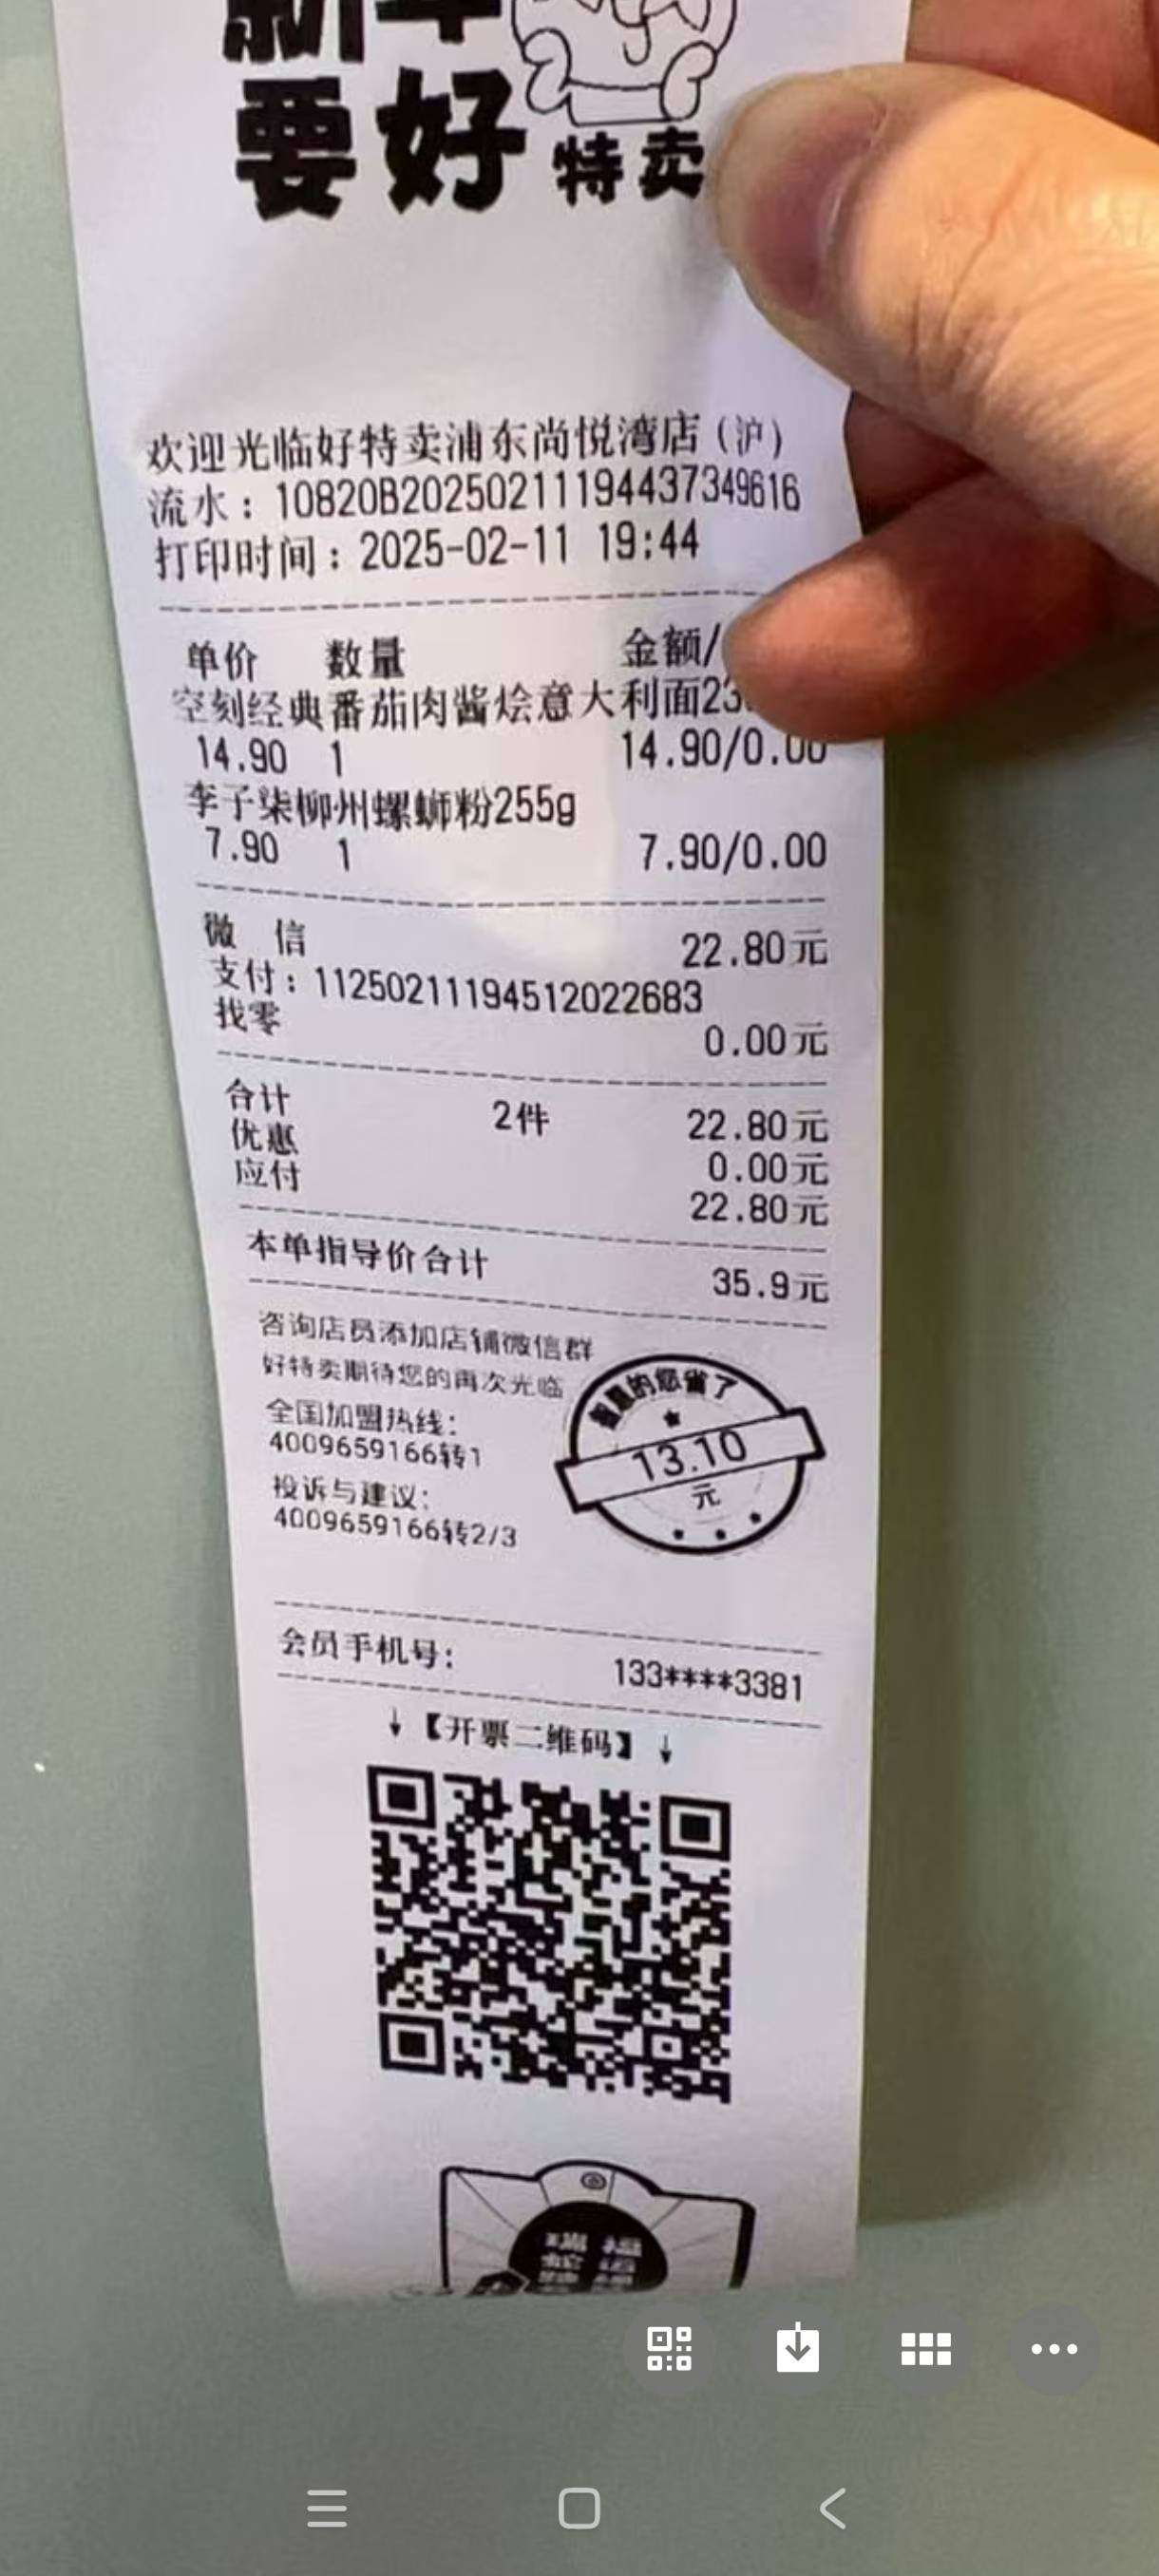 要好特卖
欢迎光临好特卖浦东尚悦湾店(沪)
流水:10820B202502111944373​49616
打印时间:2025-02-11 19:44
单价 数量 金额/
空刻经典番茄肉酱烩意大利面23
14.90 1 14.90/0.00
李子柒柳州螺蛳粉255g
7.90 1 7.90/0.00
微 信 22.80元
支付:11250211194512022683
找零 0.00元
合计 2件 22.80元
优惠 0.00元
应付 22.80元
本单指导价合计 35.9元
咨询店员添加店铺微信群
好特卖期待您的再次光临
全国加盟热线:
4009659166转1
投诉与建议:
4009659166转2/3
的您省了
13.10
元
会员手机号: 133****3381
↓【开票二维码】↓